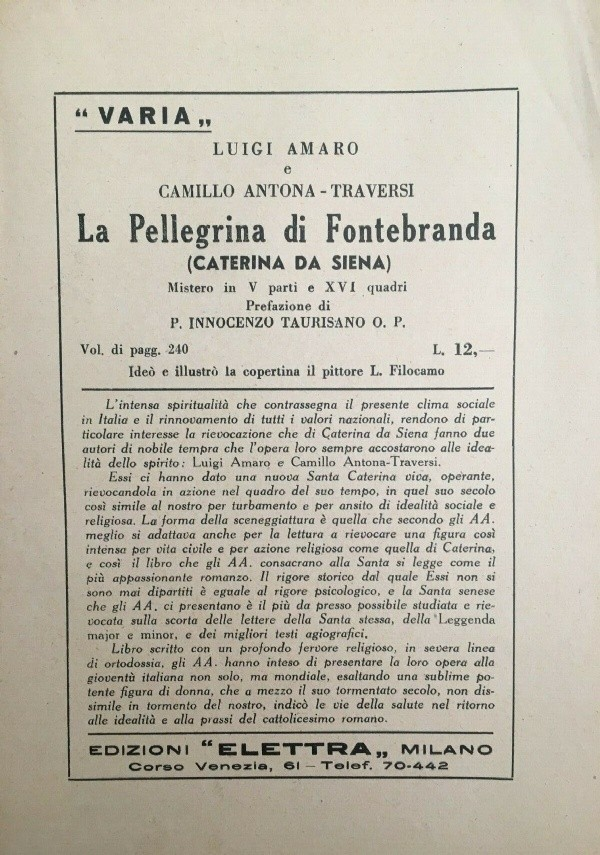 “ VARIA „
LUIGI AMARO
e
CAMILLO ANTONA - TRAVERSI
La Pellegrina di Fontebranda
(CATERINA DA SIENA)
Mistero in V parti e XVI quadri
Prefazione di
P. INNOCENZO TAURISANO O. P.
Vol. di pagg. 240 L. 12,—
Ideò e illustrò la copertina il pittore L. Filocamo
L'intensa spiritualità che contrassegna il presente clima sociale
in Italia e il rinnovamento di tutti i valori nazionali, rendono di par-
ticolare interesse la rievocazione che di Caterina da Siena fanno due
autori di nobile tempra che l'opera loro sempre accostarono alle idea-
lità dello spirito: Luigi Amaro e Camillo Antona-Traversi.
Essi ci hanno dato una nuova Santa Caterina viva, operante,
rievocandola in azione nel quadro del suo tempo, in quel suo secolo
così simile al nostro per turbamento e per ansito di idealità sociale e
religiosa. La forma della sceneggiattura è quella che secondo gli AA.
meglio si adattava anche per la lettura a rievocare una figura così
intensa per vita civile e per azione religiosa come quella di Caterina,
e così il libro che gli AA. consacrano alla Santa si legge come il
più appassionante romanzo. Il rigore storico dal quale Essi non si
sono mai dipartiti è eguale al rigore psicologico, e la Santa senese
che gli AA. ci presentano è il più da presso possibile studiata e rie-
vocata sulla scorta delle lettere della Santa stessa, della Leggenda
major e minor, e dei migliori testi agiografici.
Libro scritto con un profondo fervore religioso, in severa linea
di ortodossia, gli AA. hanno inteso di presentare la loro opera alla
gioventù italiana non solo, ma mondiale, esaltando una sublime po-
tente figura di donna, che a mezzo il suo tormentato secolo, non dis-
simile in tormento del nostro, indicò le vie della salute nel ritorno
alle idealità e alla prassi del cattolicesimo romano.
EDIZIONI “ELETTRA„ MILANO
Corso Venezia, 61 — Telef. 70-442